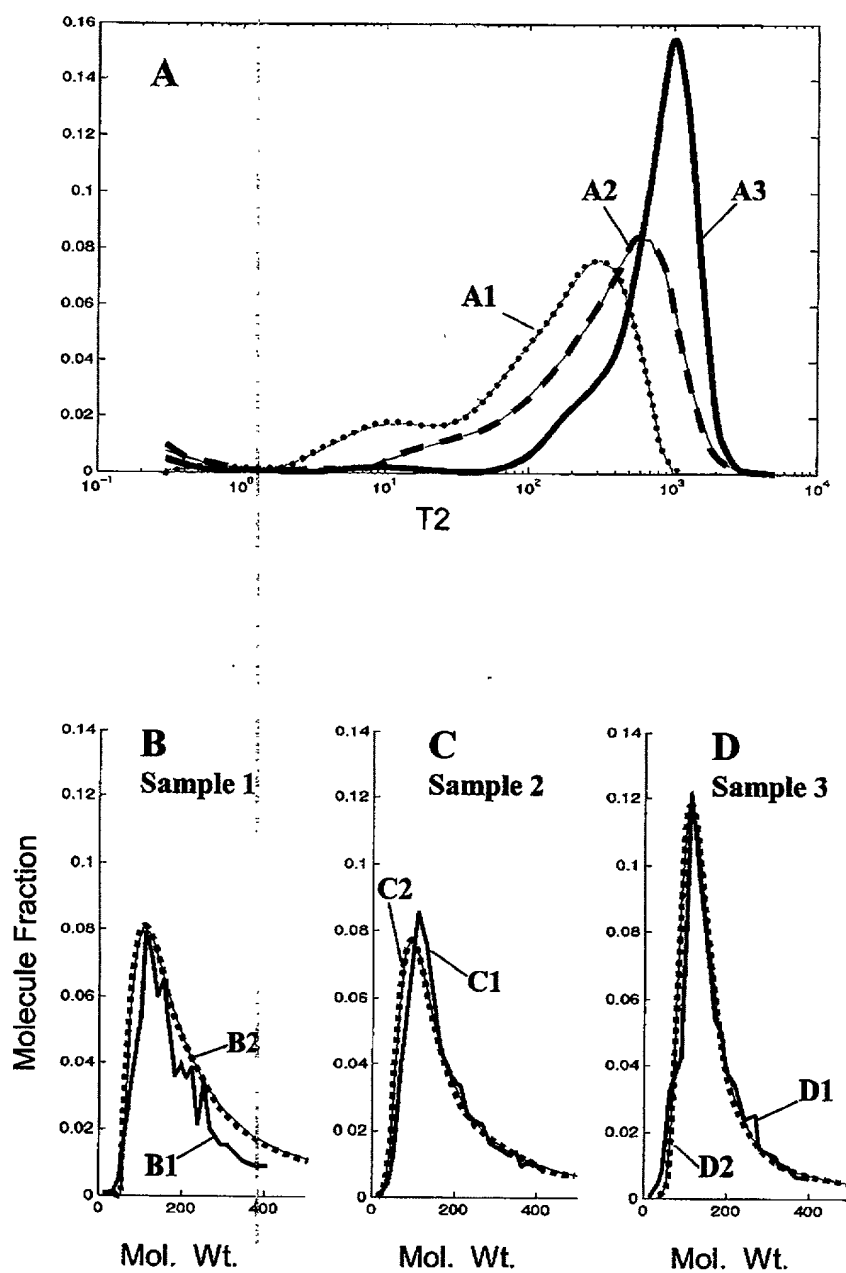 0.16
A
0.14
0.12
0.1
A2
A3
0.08
A1
0.06
0.04
0.02
0
10⁻¹ 10⁰ 10¹ 10² 10³ 10⁴
T2
Molecule Fraction
0.14
B
Sample 1
0.12
0.1
0.08
0.06
B2
0.04
0.02
B1
0
0 200 400
Mol. Wt.
0.14
C
Sample 2
0.12
0.1
C2
0.08
C1
0.06
0.04
0.02
0
0 200 400
Mol. Wt.
0.14
D
Sample 3
0.12
0.1
0.08
0.06
0.04
D1
0.02
D2
0
0 200 400
Mol. Wt.